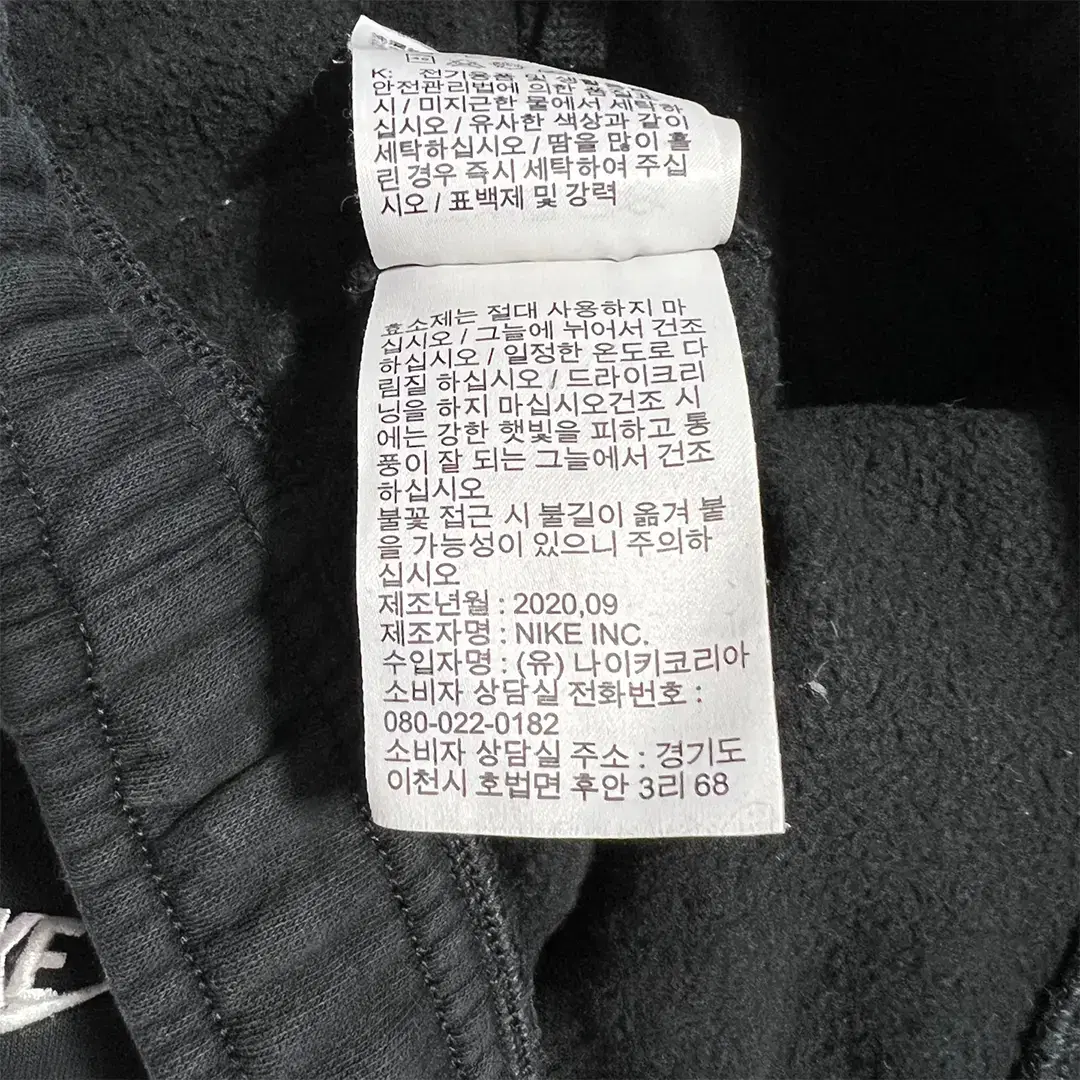 K: 전기용품 및 생활
안전관리법에 의한 품질
시 / 미지근한 물에서 세탁하
십시오 / 유사한 색상과 같이
세탁하십시오 / 땀을 많이 흘
린 경우 즉시 세탁하여 주십
시오 / 표백제 및 강력
효소제는 절대 사용하지 마
십시오 / 그늘에 뉘어서 건조
하십시오 / 일정한 온도로 다
림질 하십시오 / 드라이크리
닝을 하지 마십시오건조 시
에는 강한 햇빛을 피하고 통
풍이 잘 되는 그늘에서 건조
하십시오
불꽃 접근 시 불길이 옮겨 붙
을 가능성이 있으니 주의하
십시오
제조년월 : 2020,09
제조자명 : NIKE INC.
수입자명 : (유) 나이키코리아
소비자 상담실 전화번호 :
080-022-0182
소비자 상담실 주소 : 경기도
이천시 호법면 후안 3리 68
KE